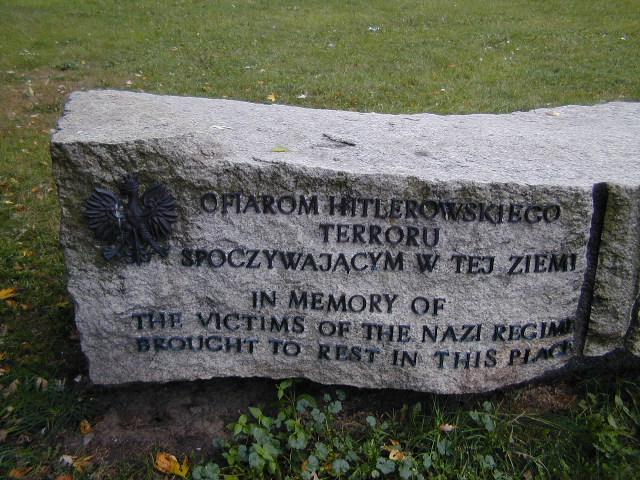 OFIAROM HITLEROWSKIEGO
TERRORU
SPOCZYWAJĄCYM W TEJ ZIEMI
IN MEMORY OF
THE VICTIMS OF THE NAZI REGIME
BROUGHT TO REST IN THIS PLACE